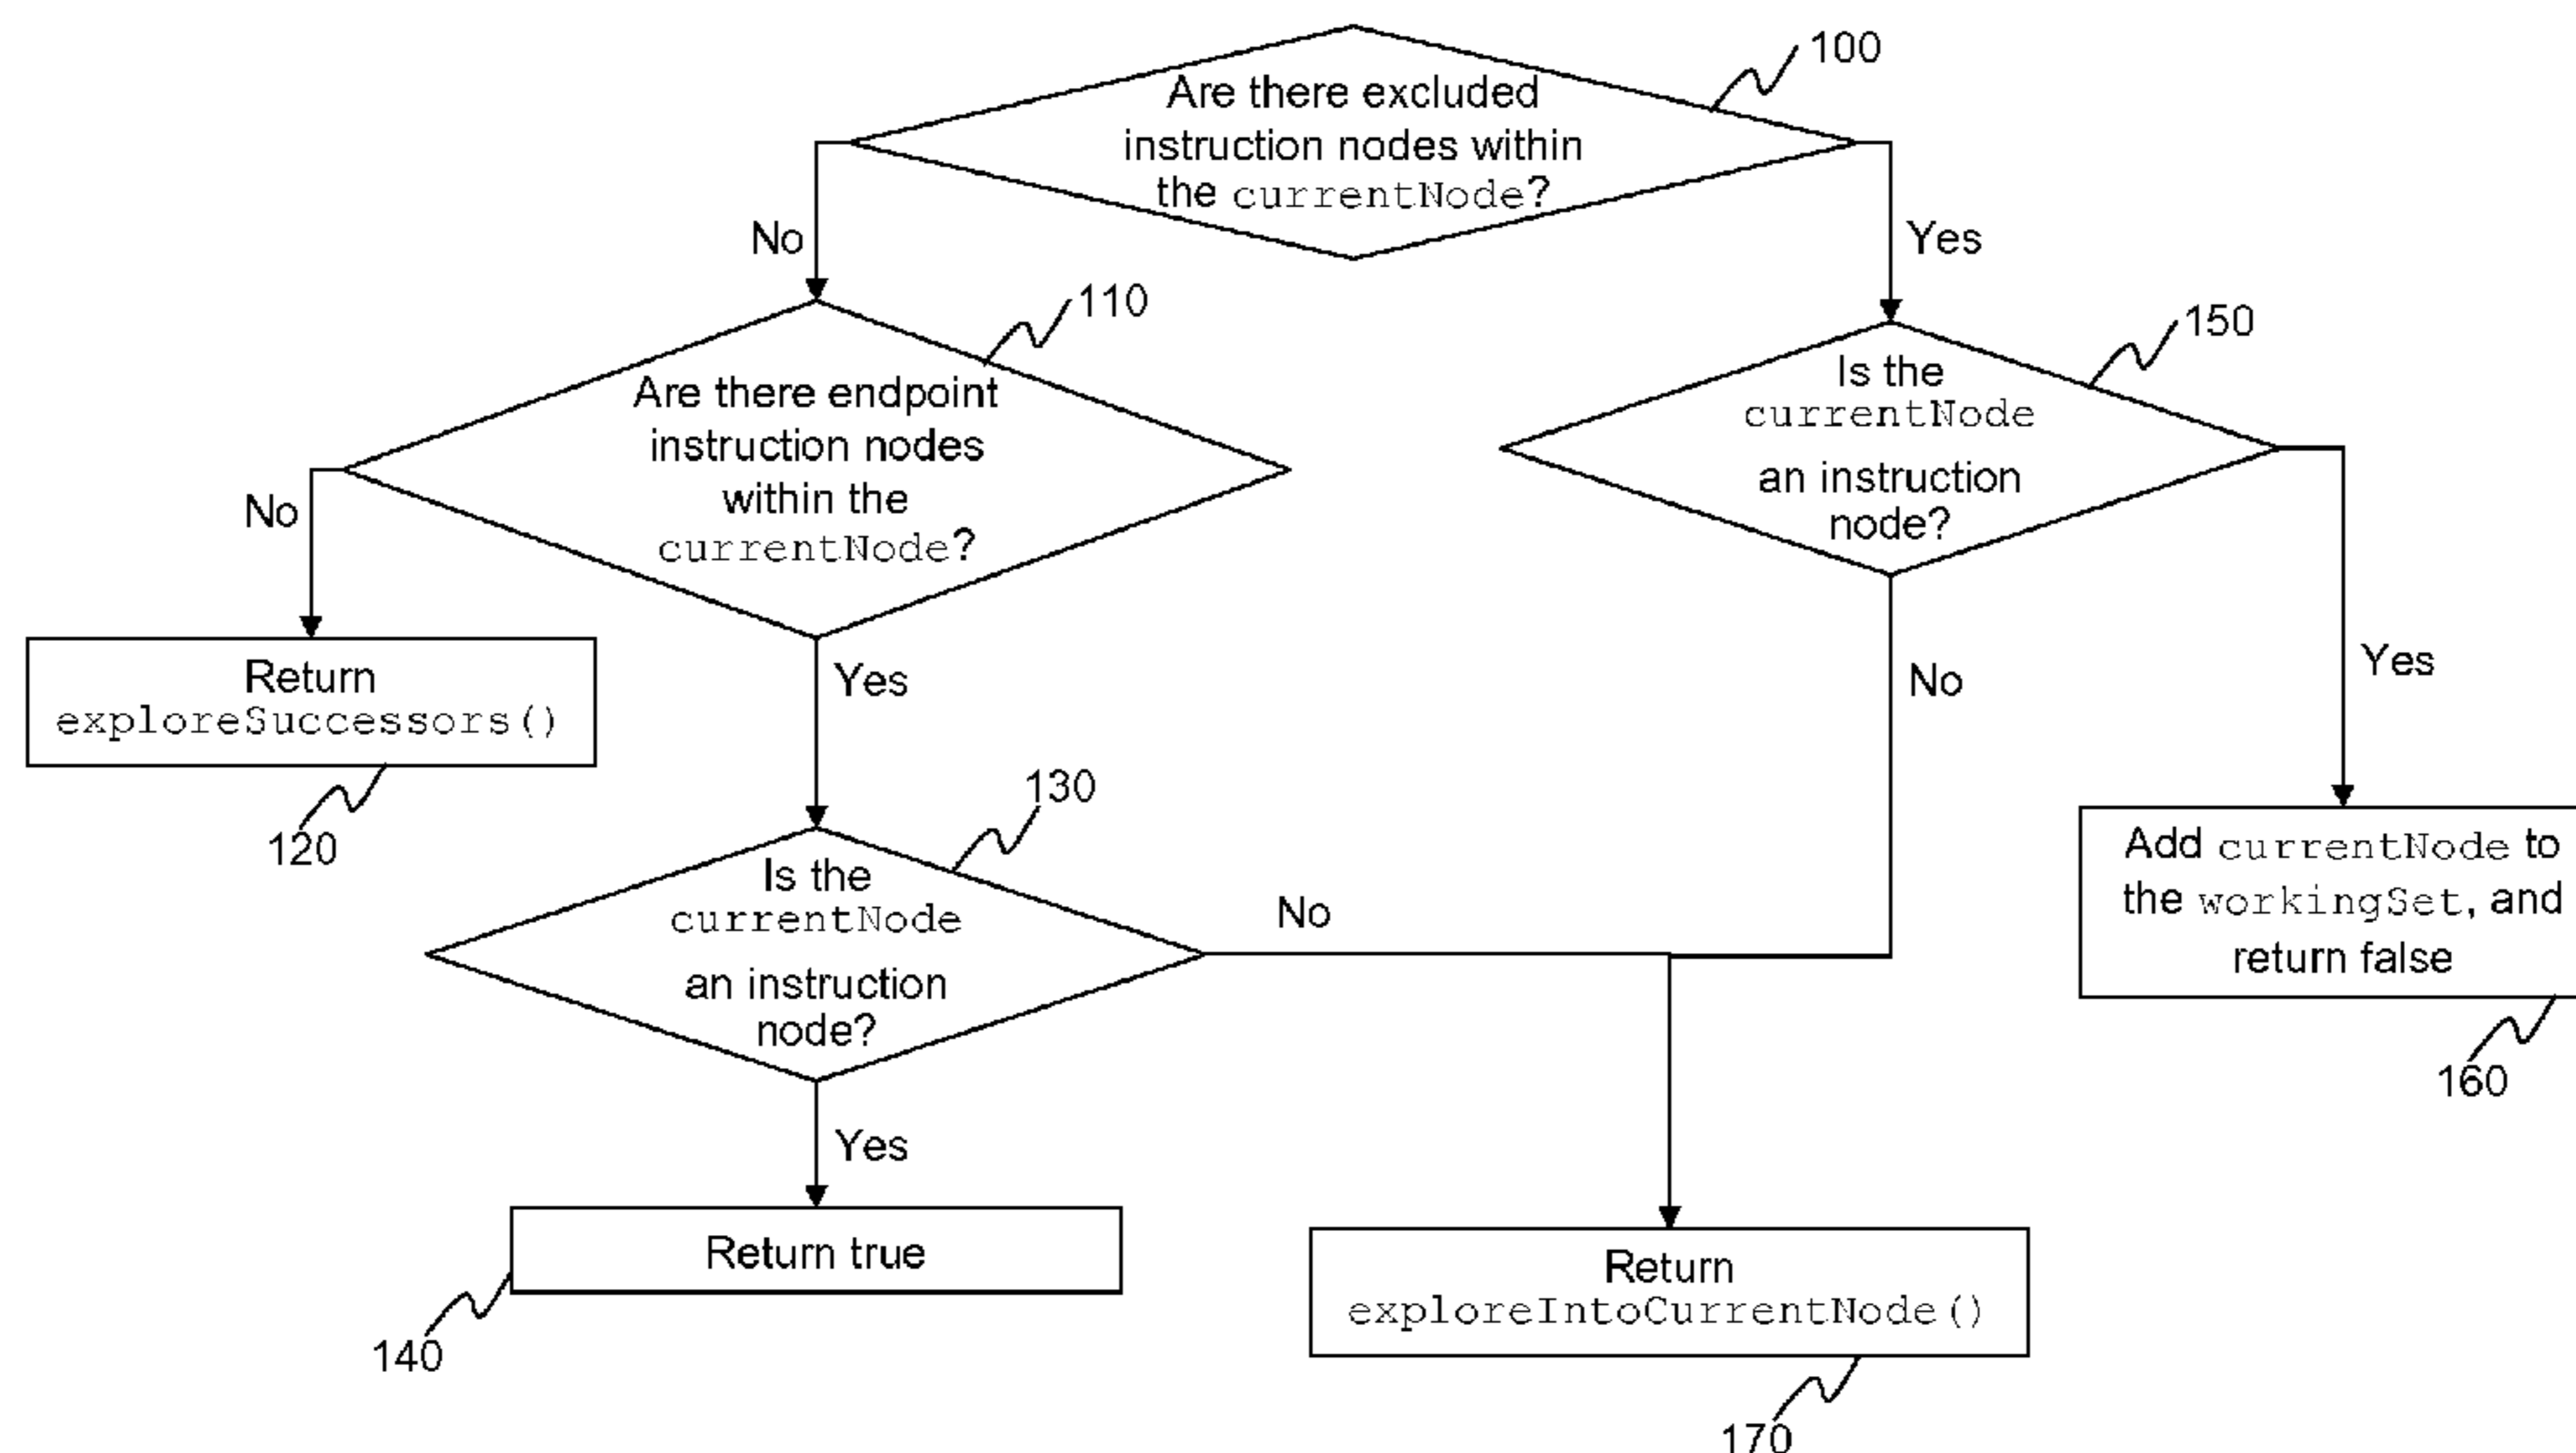 100
Are there excluded
instruction nodes within
the currentNode?
No
Yes
110
150
Are there endpoint
instruction nodes
within the
currentNode?
Is the
currentNode
an instruction
node?
No
Yes
No
Yes
Return
exploreSuccessors()
120
130
Is the
currentNode
an instruction
node?
No
Add currentNode to
the workingSet, and
return false
160
Yes
Return true
140
Return
exploreIntoCurrentNode()
170